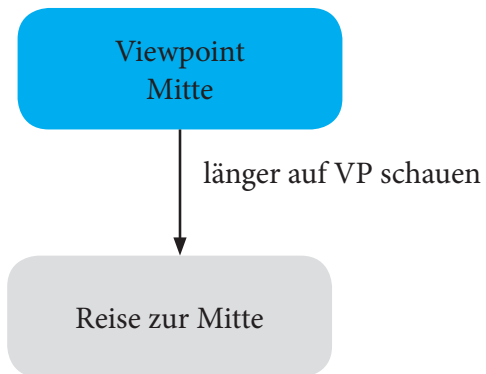 Viewpoint
Mitte
länger auf VP schauen
Reise zur Mitte